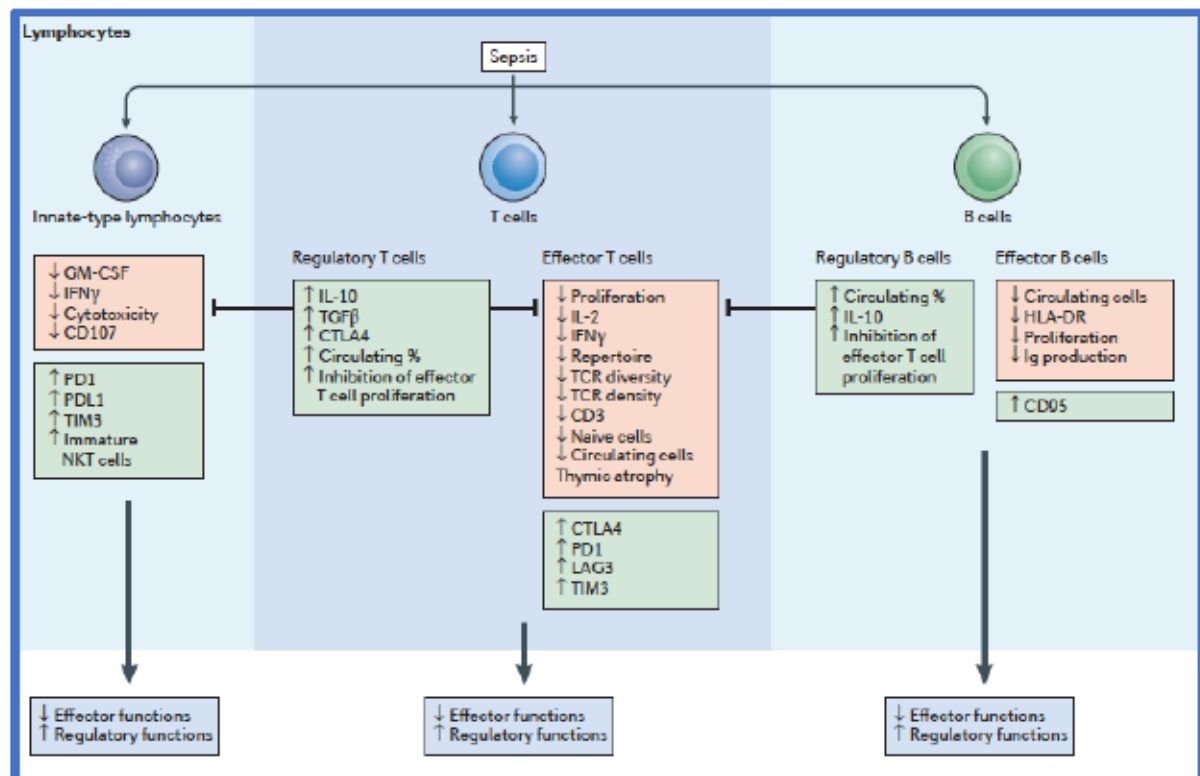 Lymphocytes
Sepsis
Innate-type lymphocytes
T cells
B cells
↓ GM-CSF
↓ IFNγ
↓ Cytotoxicity
↓ CD107
↑ PD1
↑ PDL1
↑ TIM3
↑ Immature
NKT cells
Regulatory T cells
↑ IL-10
↑ TGFβ
↑ CTLA4
↑ Circulating %
↑ Inhibition of effector
T cell proliferation
Effector T cells
↓ Proliferation
↓ IL-2
↓ IFNγ
↓ Repertoire
↓ TCR diversity
↓ TCR density
↓ CD3
↓ Naive cells
↓ Circulating cells
Thymic atrophy
↑ CTLA4
↑ PD1
↑ LAG3
↑ TIM3
Regulatory B cells
↑ Circulating %
↑ IL-10
↑ Inhibition of
effector T cell
proliferation
Effector B cells
↓ Circulating cells
↓ HLA-DR
↓ Proliferation
↓ Ig production
↑ CD95
↓ Effector functions
↑ Regulatory functions
↓ Effector functions
↑ Regulatory functions
↓ Effector functions
↑ Regulatory functions